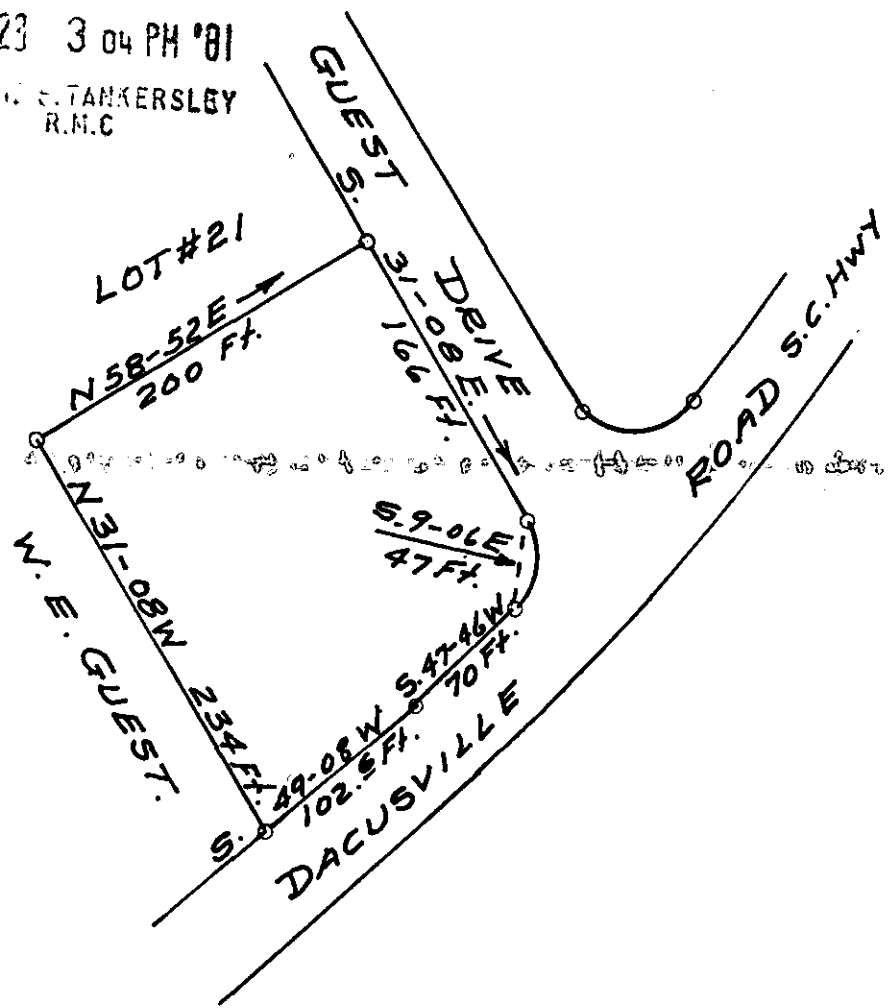 23 3 04 PM '81
TANKERSLEY
R.M.C
GUEST DRIVE
LOT #21
N 58-52 E
200 Ft.
S. 31-08 E.
166 Ft.
ROAD S.C. HWY
S. 9-06 E
47 Ft.
N 31-08 W 234 Ft.
W. E. GUEST.
S. 47-46 W
70 Ft.
S. 49-08 W
102.6 Ft.
DACUSVILLE